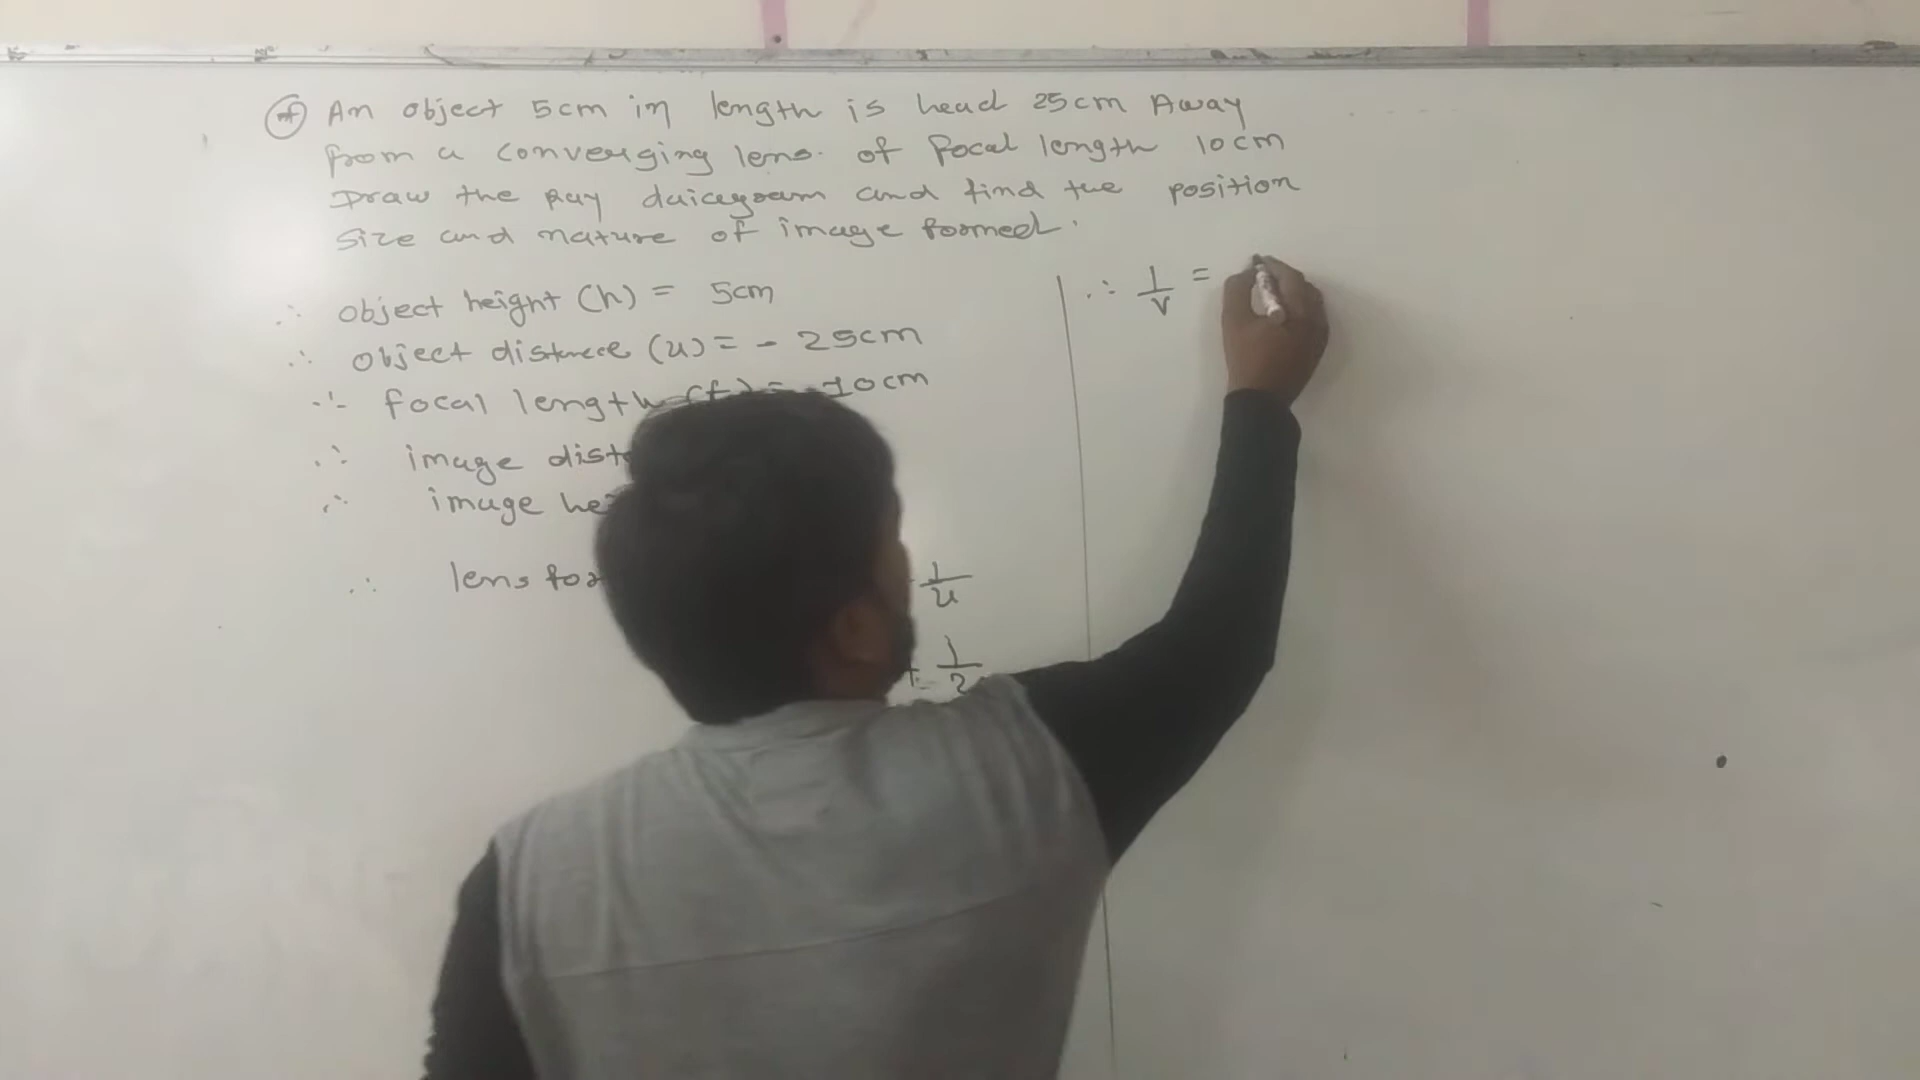 An object 5cm in length is head 25cm Away
from a converging lens. of focal length 10cm
Draw the Ray daicegram and find the position
Size and nature of image formed.
∴ object height (h) = 5cm
∴ object distnece (u) = - 25cm
∴ focal length (f) = 10cm
∴ image dist
∴ image he
∴ lens for 1/u
+ 1/2
∴ 1/v =